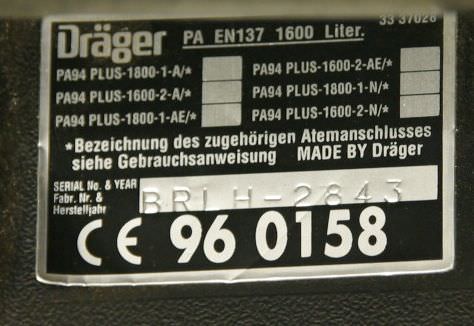 33 37028
Dräger PA EN137 1600 Liter.
PA94 PLUS-1800-1-A/* PA94 PLUS-1600-2-AE/*
PA94 PLUS-1600-2-A/* PA94 PLUS-1800-1-N/*
PA94 PLUS-1800-1-AE/* PA94 PLUS-1600-2-N/*
*Bezeichnung des zugehörigen Atemanschlusses
siehe Gebrauchsanweisung MADE BY Dräger
SERIAL No. & YEAR
Fabr. Nr. &
Herstelljahr
BRLH-2843
CE 96 0158